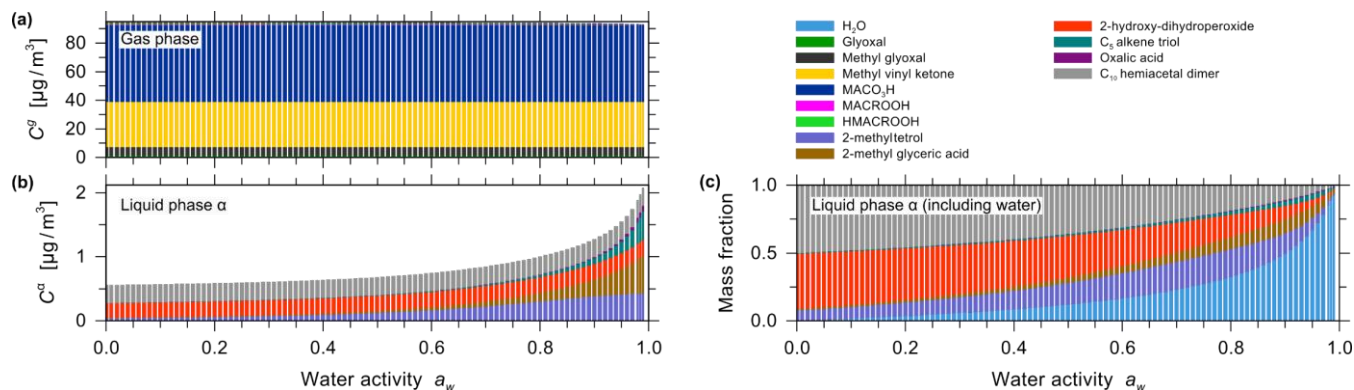 (a)
Gas phase
C^g [µg / m³]
80
60
40
20
0
(b)
Liquid phase α
C^α [µg / m³]
2
1
0
0.0 0.2 0.4 0.6 0.8 1.0
Water activity a_w
H₂O
Glyoxal
Methyl glyoxal
Methyl vinyl ketone
MACO₃H
MACROOH
HMACROOH
2-methyltetrol
2-methyl glyceric acid
2-hydroxy-dihydroperoxide
C₅ alkene triol
Oxalic acid
C₁₀ hemiacetal dimer
(c)
Liquid phase α (including water)
Mass fraction
1.0
0.5
0.0
0.0 0.2 0.4 0.6 0.8 1.0
Water activity a_w